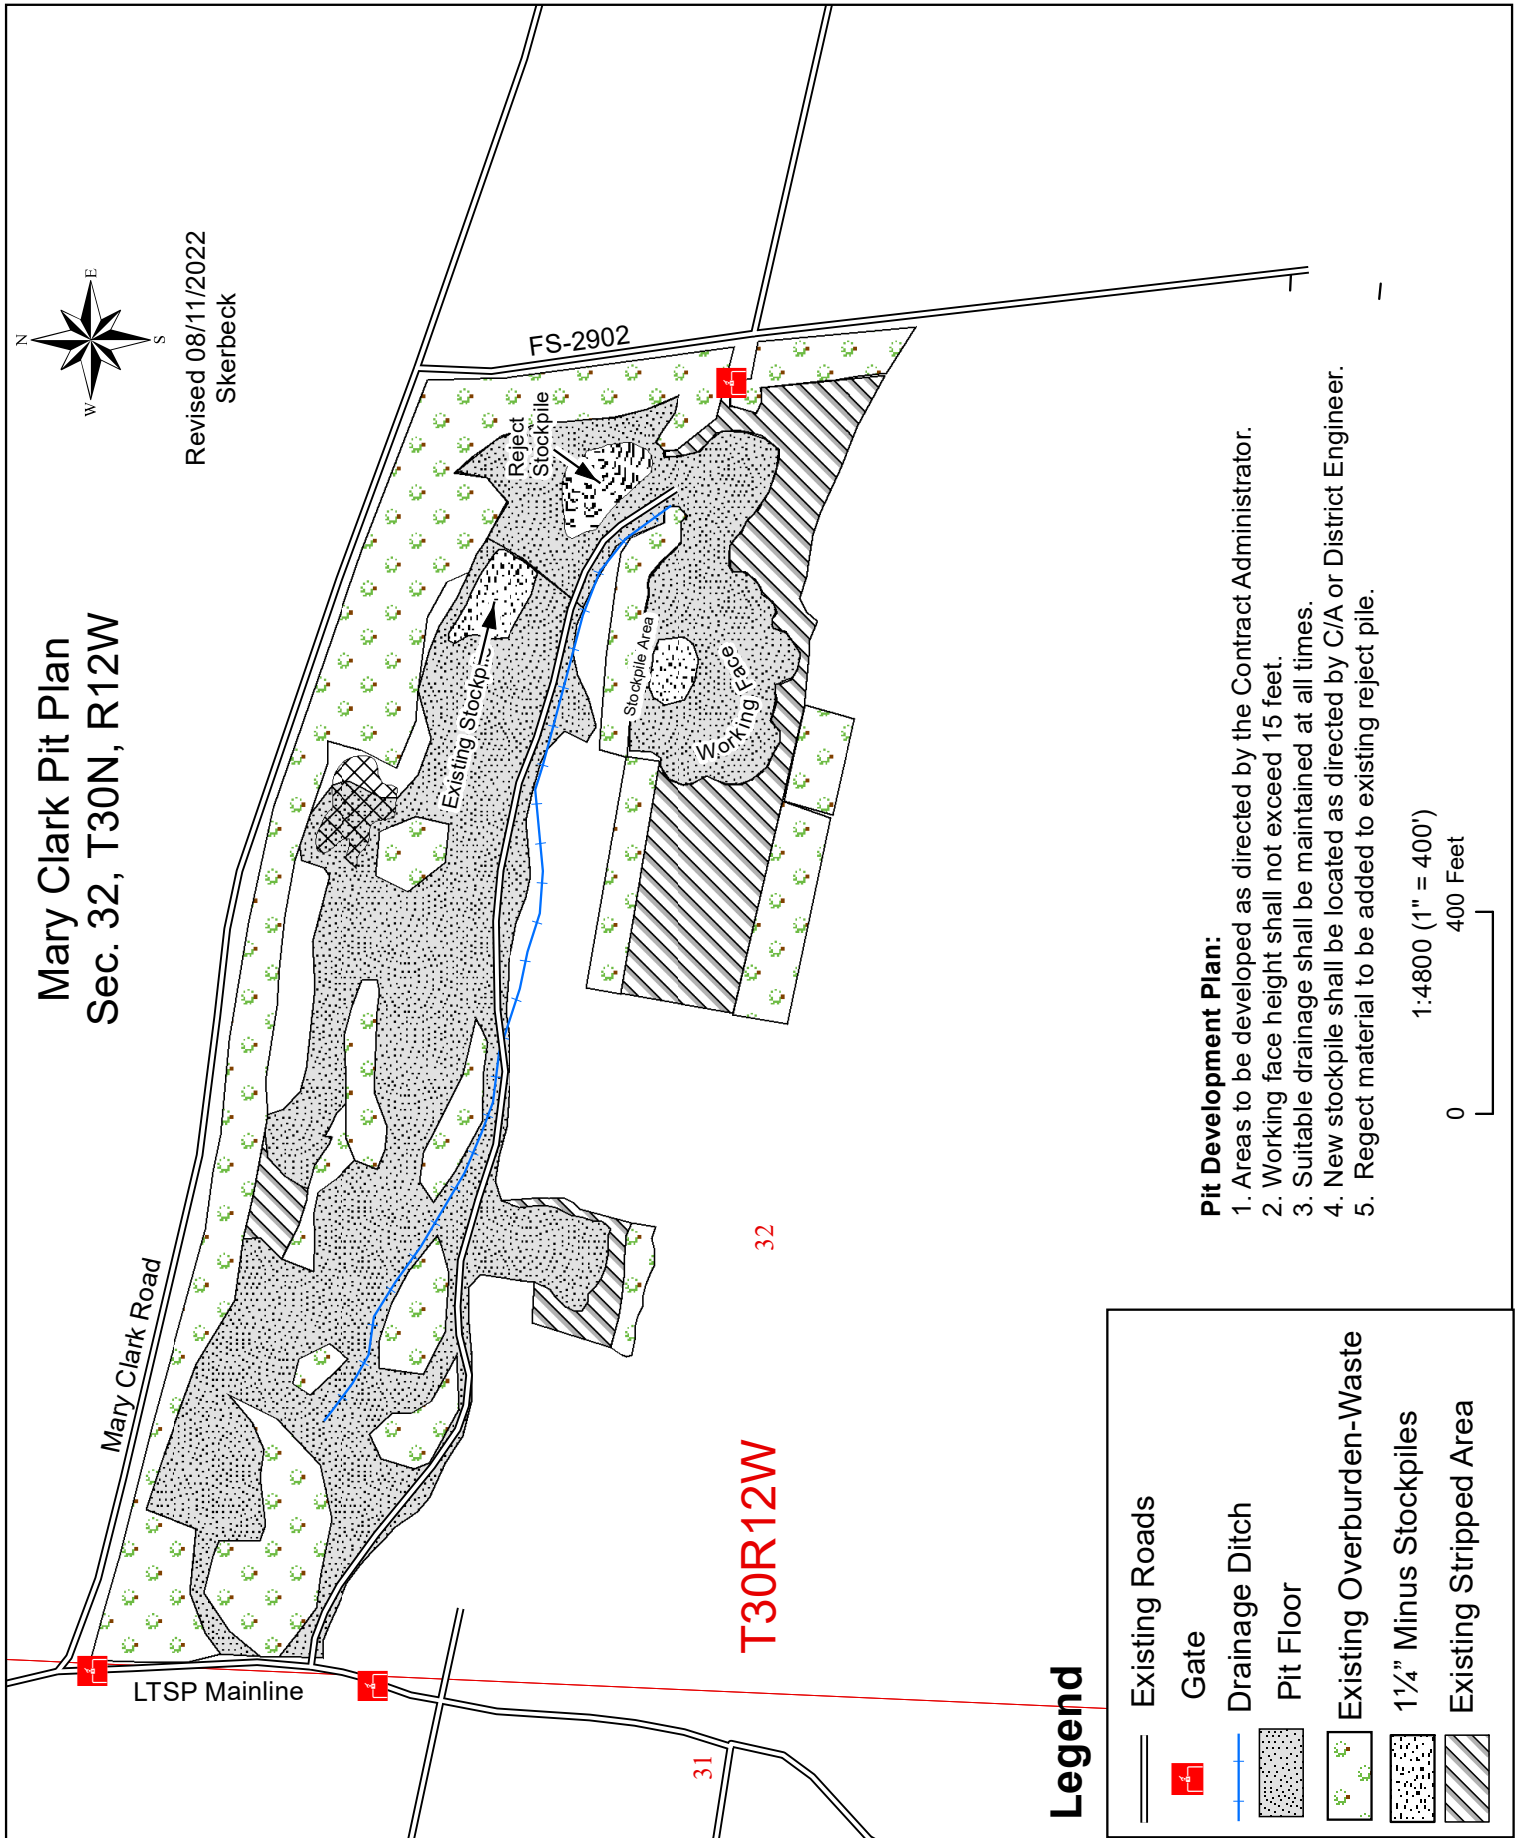 Mary Clark Pit Plan
Sec. 32, T30N, R12W
N
W
E
S
Revised 08/11/2022
Skerbeck
Mary Clark Road
FS-2902
Reject
Stockpile
Existing Stockp
Stockpile Area
Working Face
LTSP Mainline
32
31
T30R12W
Pit Development Plan:
1. Areas to be developed as directed by the Contract Administrator.
2. Working face height shall not exceed 15 feet.
3. Suitable drainage shall be maintained at all times.
4. New stockpile shall be located as directed by C/A or District Engineer.
5. Regect material to be added to existing reject pile.
1:4800 (1" = 400')
0 400 Feet
Legend
Existing Roads
Gate
Drainage Ditch
Pit Floor
Existing Overburden-Waste
1¼” Minus Stockpiles
Existing Stripped Area